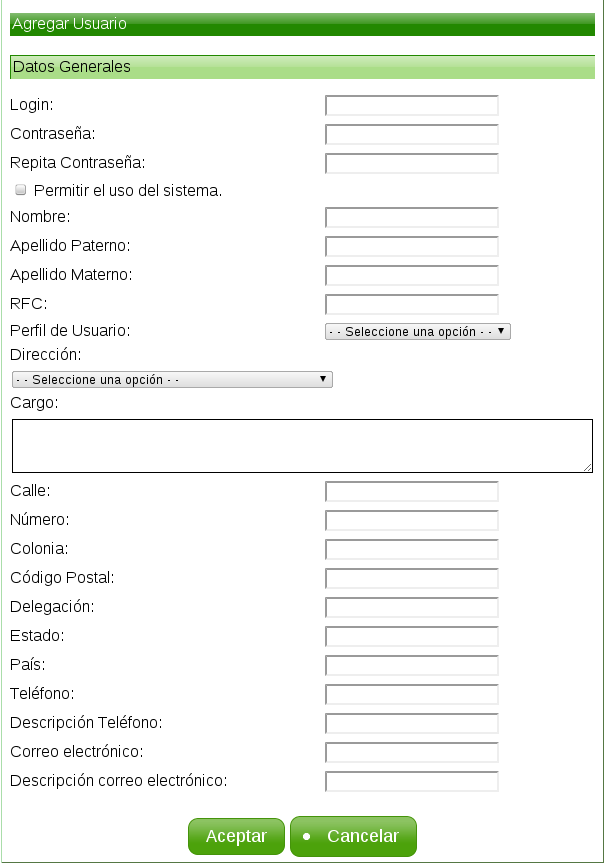 Agregar Usuario
Datos Generales
Login:
Contraseña:
Repita Contraseña:
Permitir el uso del sistema.
Nombre:
Apellido Paterno:
Apellido Materno:
RFC:
Perfil de Usuario: - - Seleccione una opción - -
Dirección:
- - Seleccione una opción - -
Cargo:
Calle:
Número:
Colonia:
Código Postal:
Delegación:
Estado:
País:
Teléfono:
Descripción Teléfono:
Correo electrónico:
Descripción correo electrónico:
Aceptar Cancelar